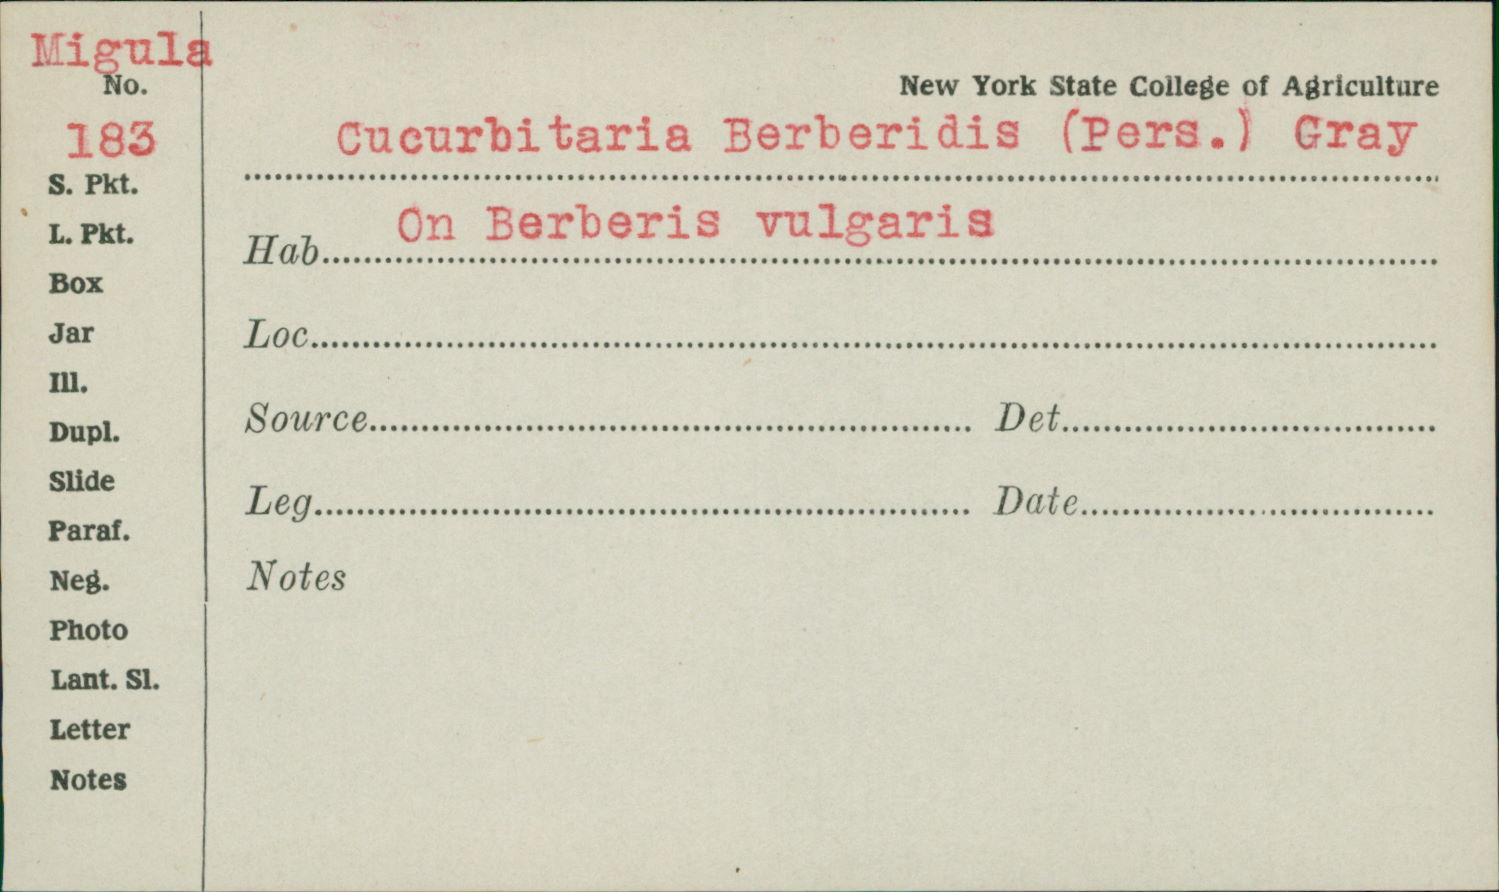 Migula
No.
183
S. Pkt.
L. Pkt.
Box
Jar
Ill.
Dupl.
Slide
Paraf.
Neg.
Photo
Lant. Sl.
Letter
Notes
New York State College of Agriculture
Cucurbitaria Berberidis (Pers.) Gray
Hab. On Berberis vulgaris
Loc.
Source Det.
Leg. Date
Notes